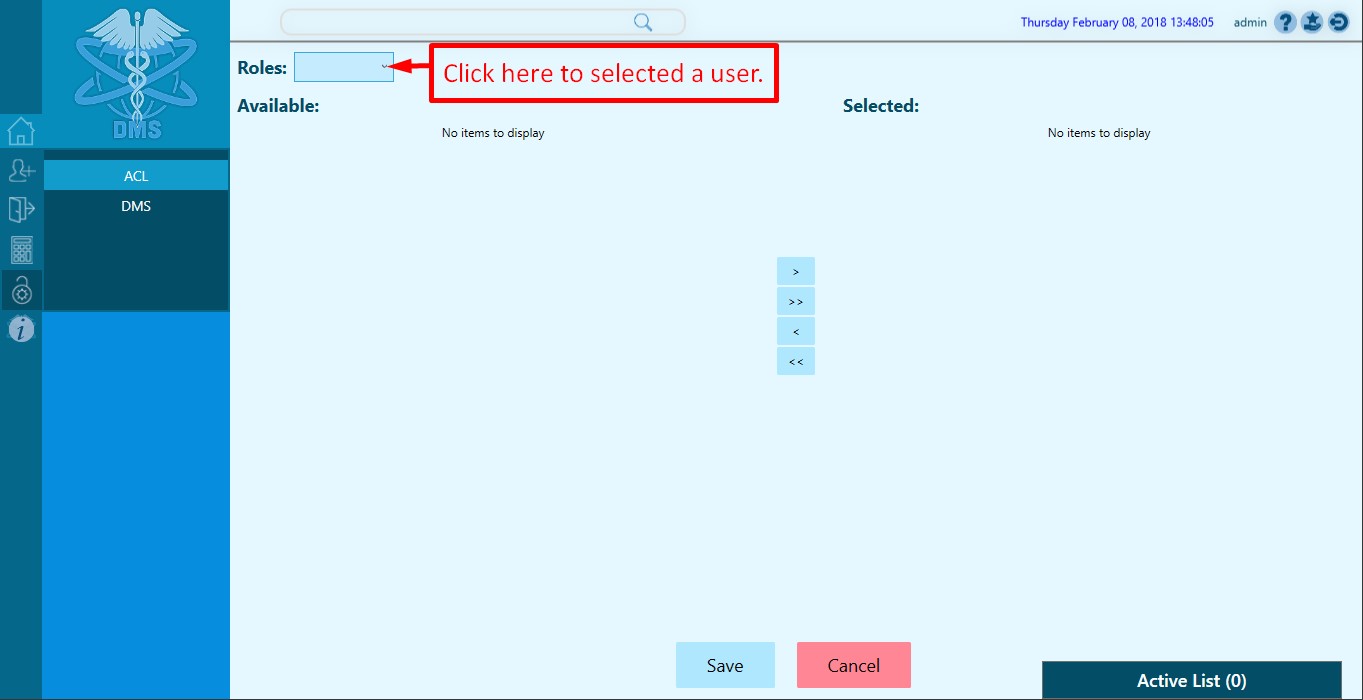 Thursday February 08, 2018 13:48:05 admin ?
Roles:
Click here to selected a user.
Available:
Selected:
No items to display
No items to display
DMS
ACL
DMS
>
>>
<
<<
i
Save
Cancel
Active List (0)